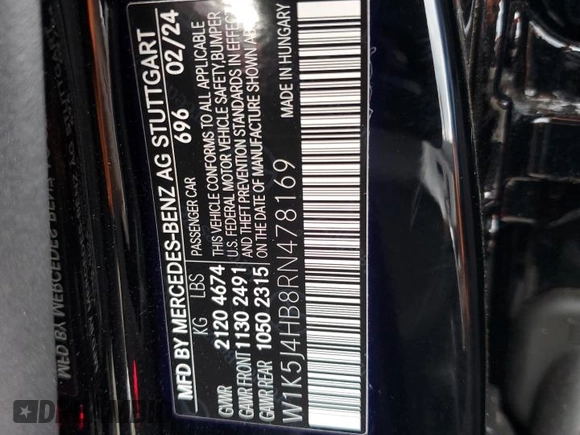 MFD BY MERCEDES-BENZ AG STUTTGART
696 02/24
KG LBS PASSENGER CAR
GVWR 2120 4674
GAWR FRONT 1130 2491
GAWR REAR 1050 2315
THIS VEHICLE CONFORMS TO ALL APPLICABLE
U.S. FEDERAL MOTOR VEHICLE SAFETY, BUMPER
AND THEFT PREVENTION STANDARDS IN EFFECT
ON THE DATE OF MANUFACTURE SHOWN
W1K5J4HB8RN478169 MADE IN HUNGARY